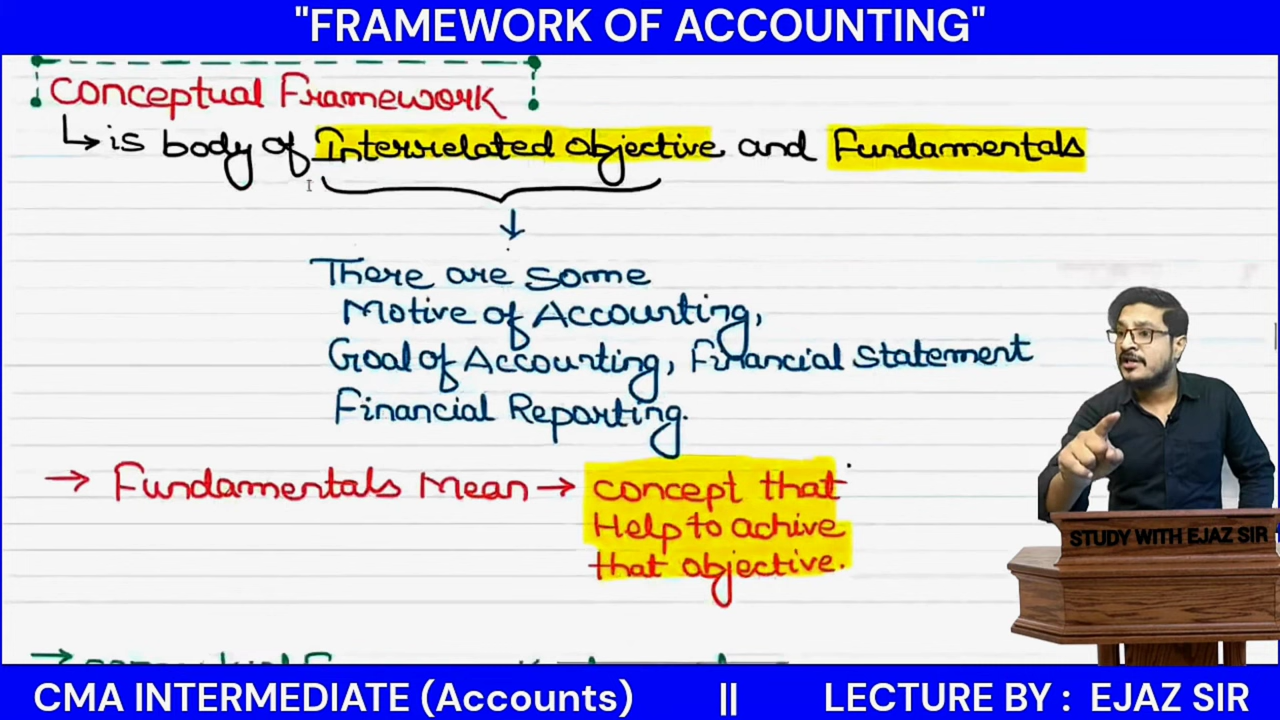 "FRAMEWORK OF ACCOUNTING"
Conceptual Framework
↳ is body of Interrelated objective and Fundamentals
↓
There are some
Motive of Accounting,
Goal of Accounting, Financial Statement
Financial Reporting.
→ Fundamentals Mean → concept that
Help to achive
that objective.
STUDY WITH EJAZ SIR
CMA INTERMEDIATE (Accounts) || LECTURE BY : EJAZ SIR